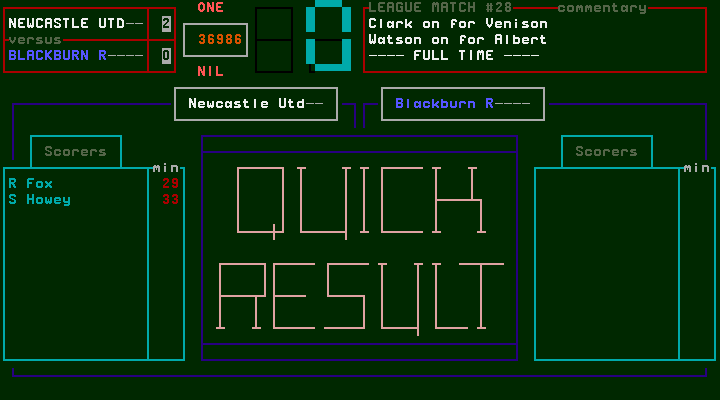 NEWCASTLE UTD-- 2
versus
BLACKBURN R---- 0
ONE
36986
NIL
0
LEAGUE MATCH #28 commentary
Clark on for Venison
Watson on for Albert
---- FULL TIME ----
Newcastle Utd--
Blackburn R----
Scorers
min
R Fox 29
S Howey 33
QUICK
RESULT
Scorers
min